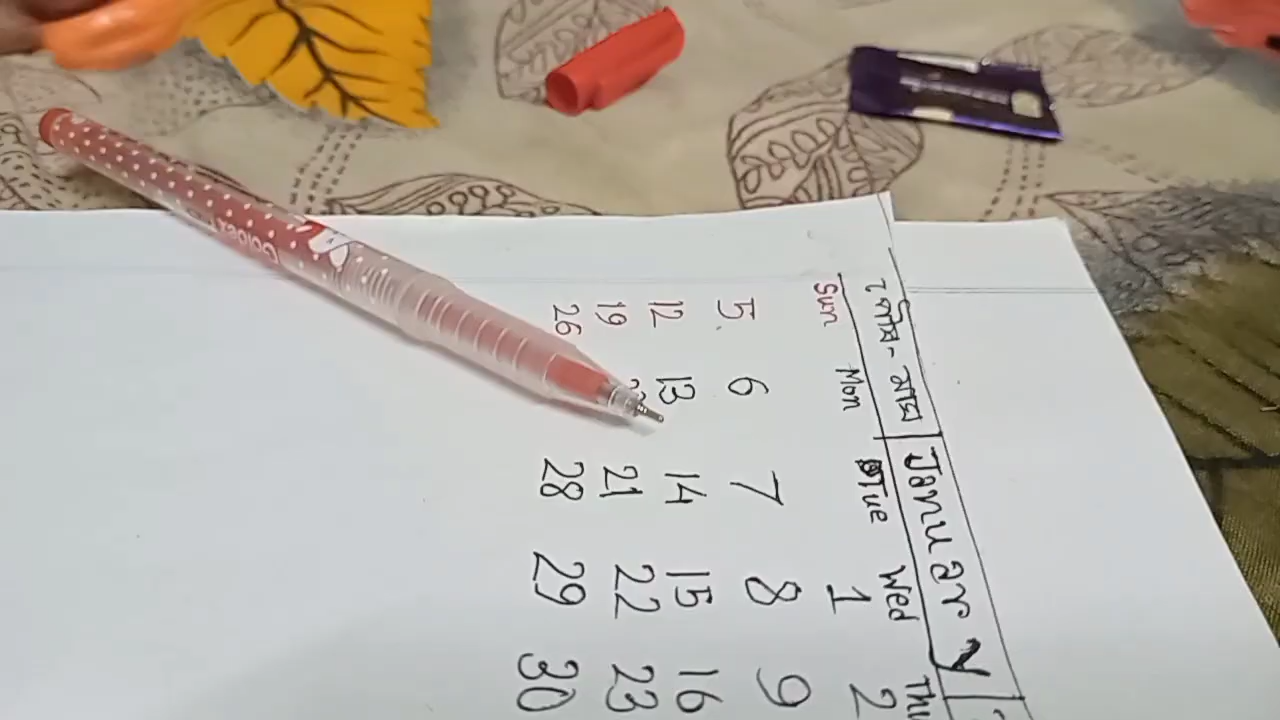 পৌষ - মাঘ January
Sun Mon Tue Wed Thu
1 2
5 6 7 8 9
12 13 14 15 16
19 21 22 23
26 28 29 30
Goldex